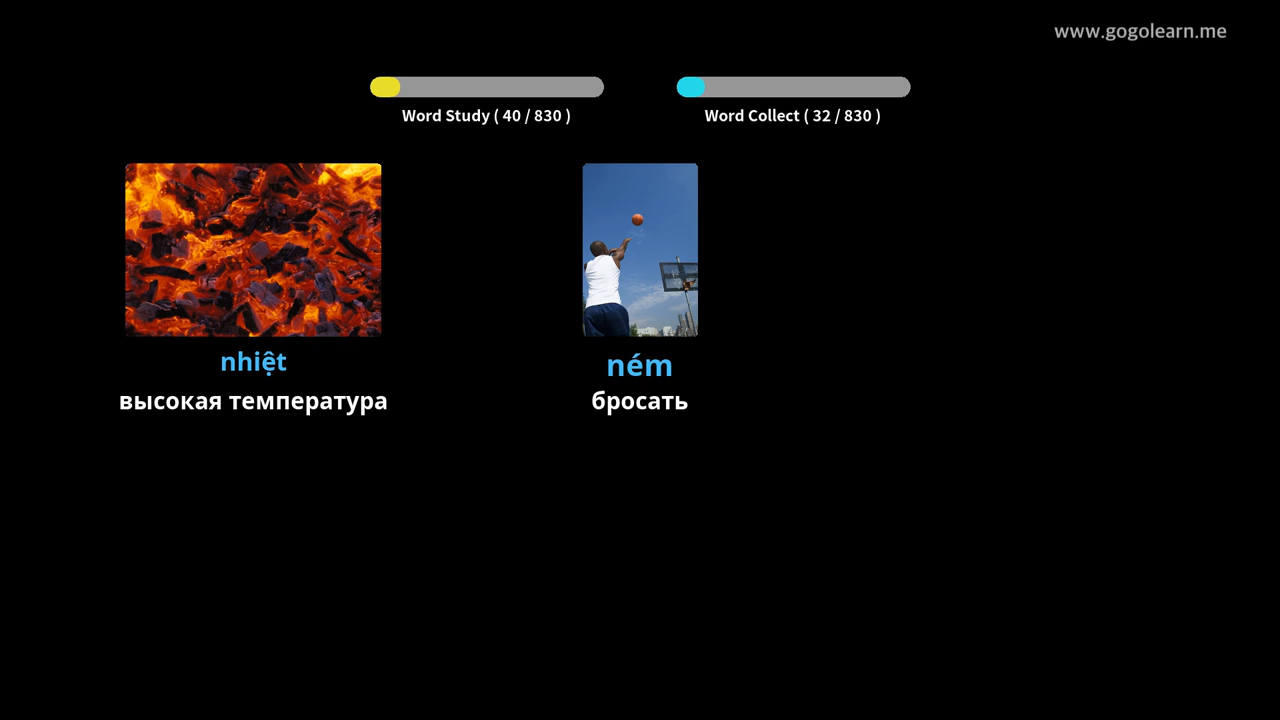 www.gogolearn.me
Word Study ( 40 / 830 )
Word Collect ( 32 / 830 )
nhiệt
высокая температура
ném
бросать